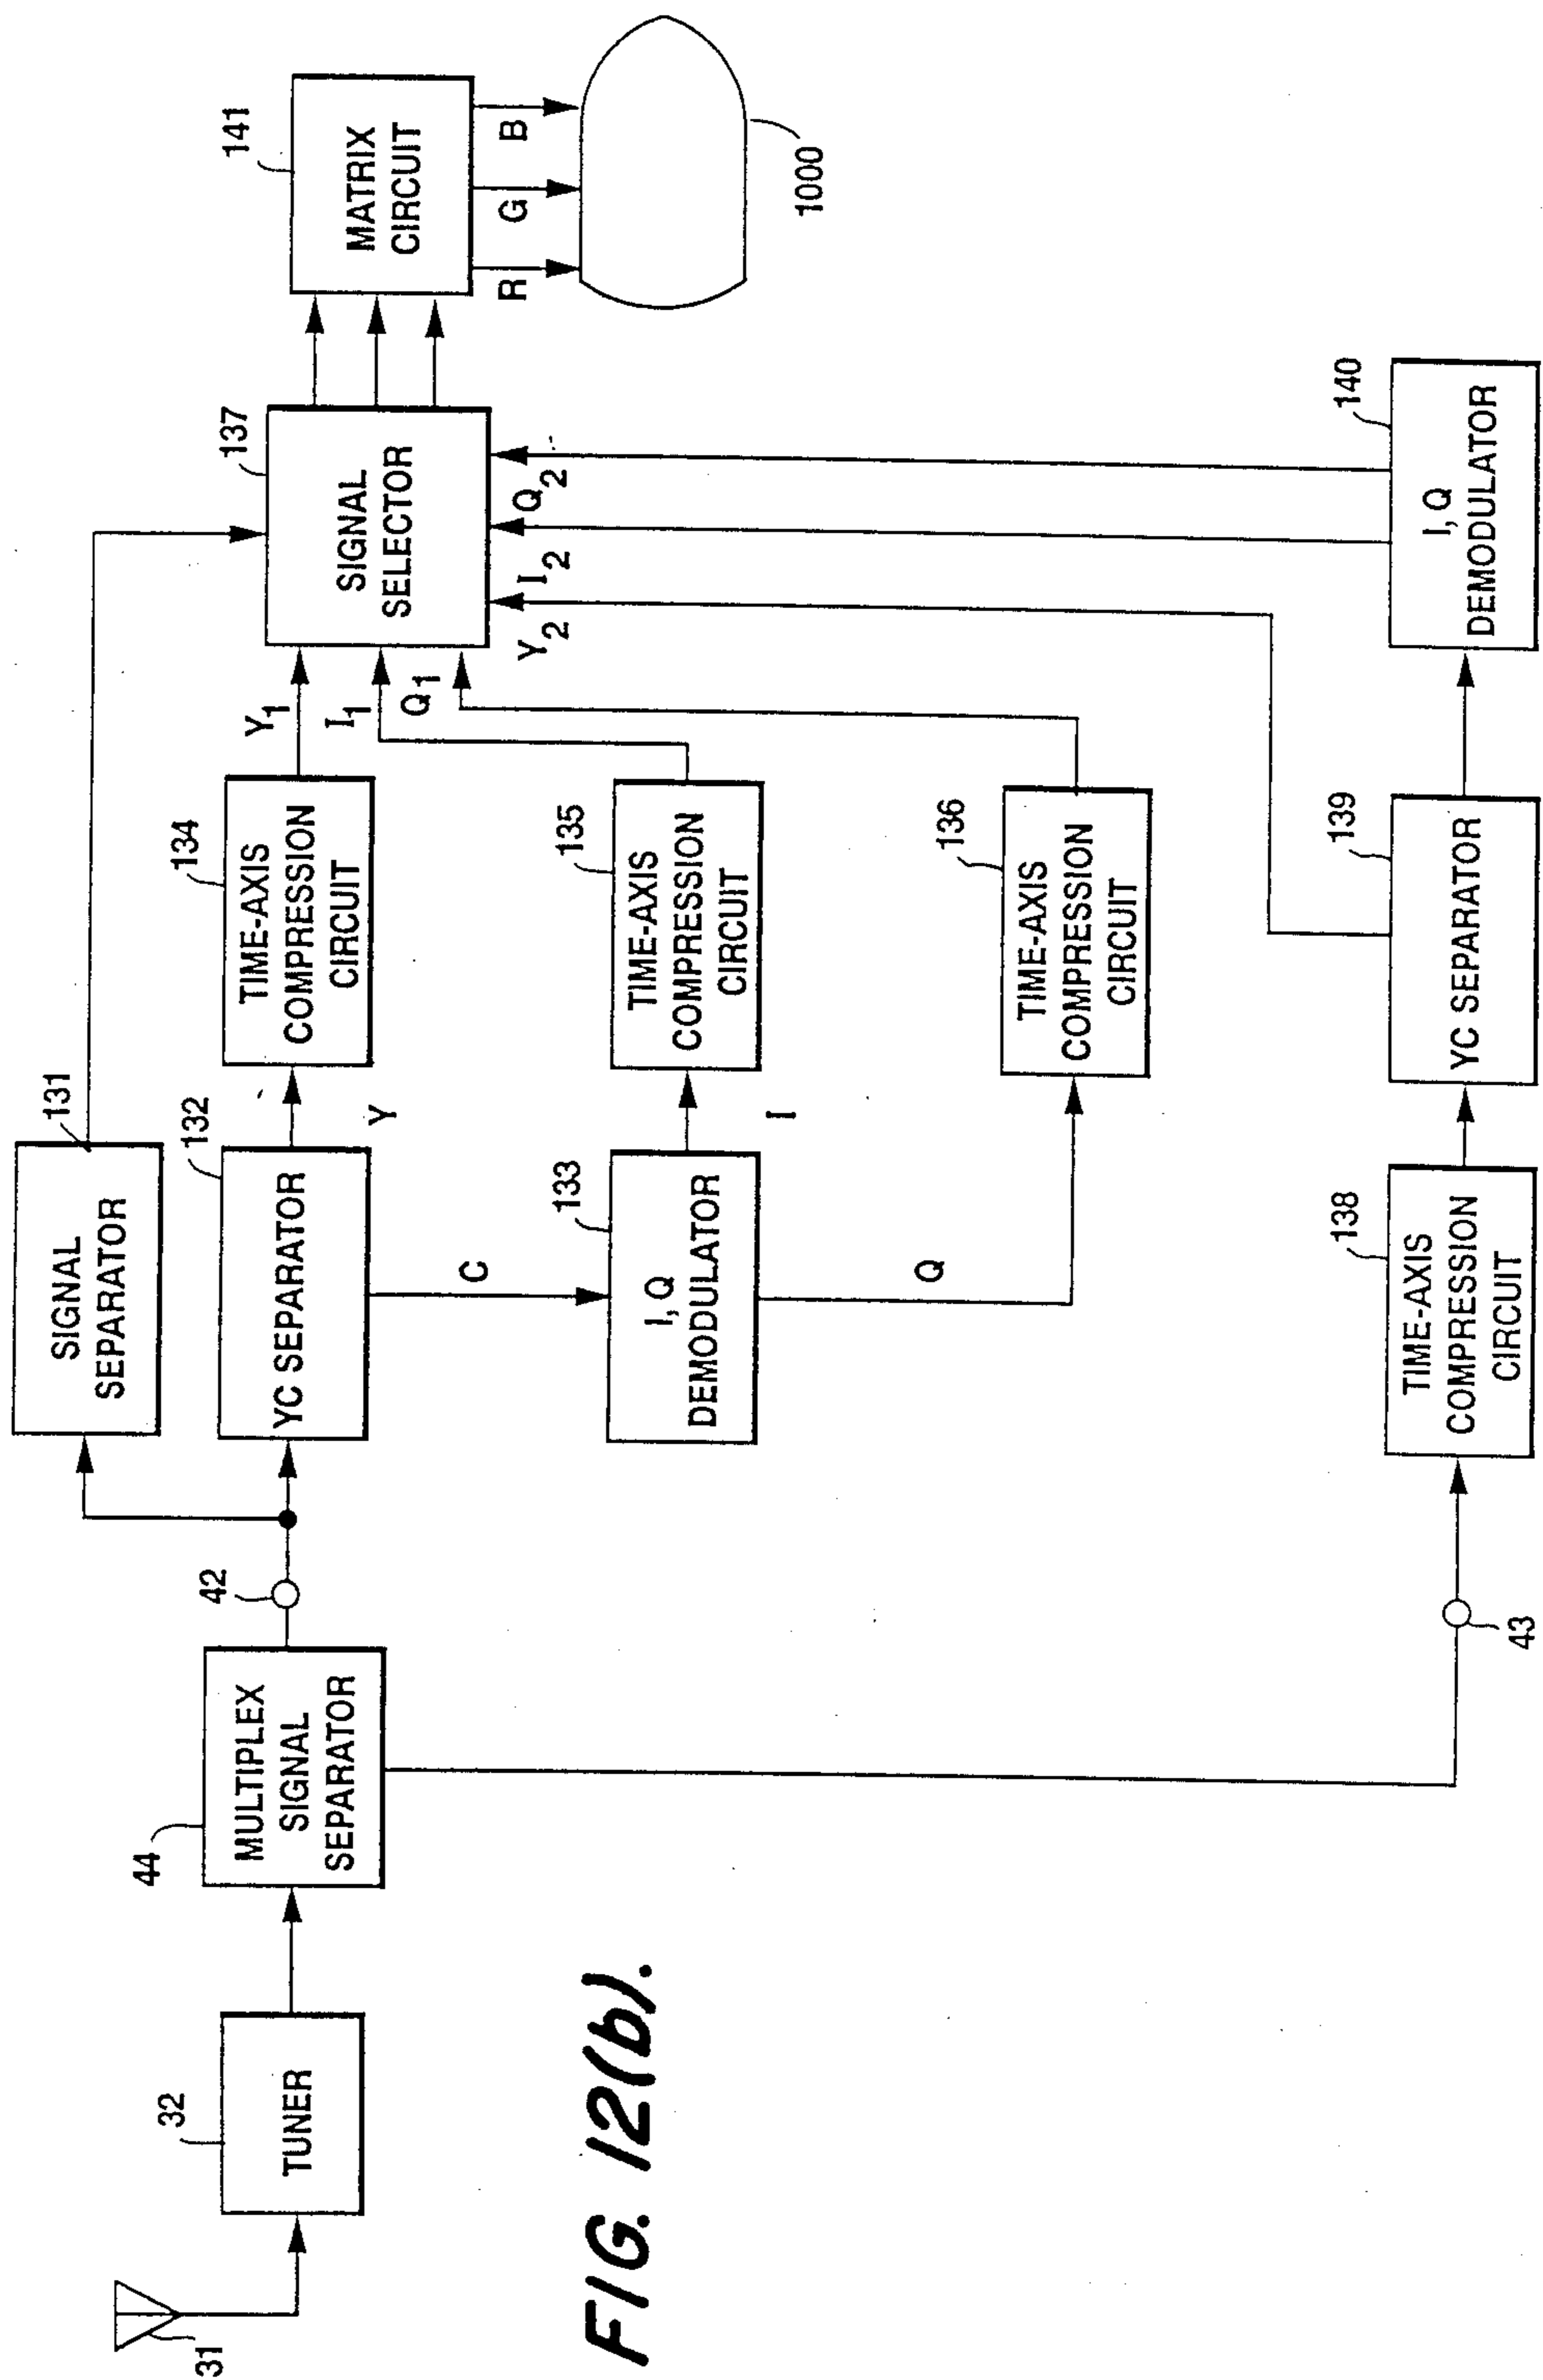 31
32
TUNER
44
MULTIPLEX
SIGNAL
SEPARATOR
42
43
131
SIGNAL
SEPARATOR
132
YC SEPARATOR
Y
C
133
I, Q
DEMODULATOR
I
Q
134
TIME-AXIS
COMPRESSION
CIRCUIT
135
TIME-AXIS
COMPRESSION
CIRCUIT
136
TIME-AXIS
COMPRESSION
CIRCUIT
138
TIME-AXIS
COMPRESSION
CIRCUIT
139
YC SEPARATOR
140
I, Q
DEMODULATOR
Y1
I1
Q1
Y2
I2
Q2
137
SIGNAL
SELECTOR
141
MATRIX
CIRCUIT
R
G
B
1000
FIG. 12(b).